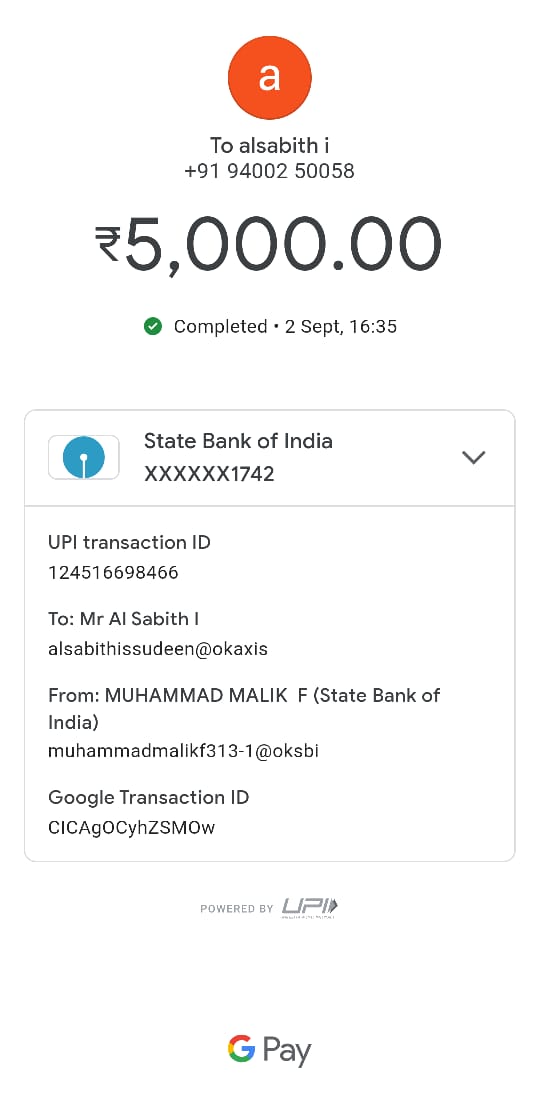 a
To alsabith i
+91 94002 50058
₹5,000.00
Completed • 2 Sept, 16:35
State Bank of India
XXXXXX1742
UPI transaction ID
124516698466
To: Mr Al Sabith I
alsabithissudeen@okaxis
From: MUHAMMAD MALIK F (State Bank of
India)
muhammadmalikf313-1@oksbi
Google Transaction ID
CICAgOCyhZSMOw
POWERED BY UPI
G Pay